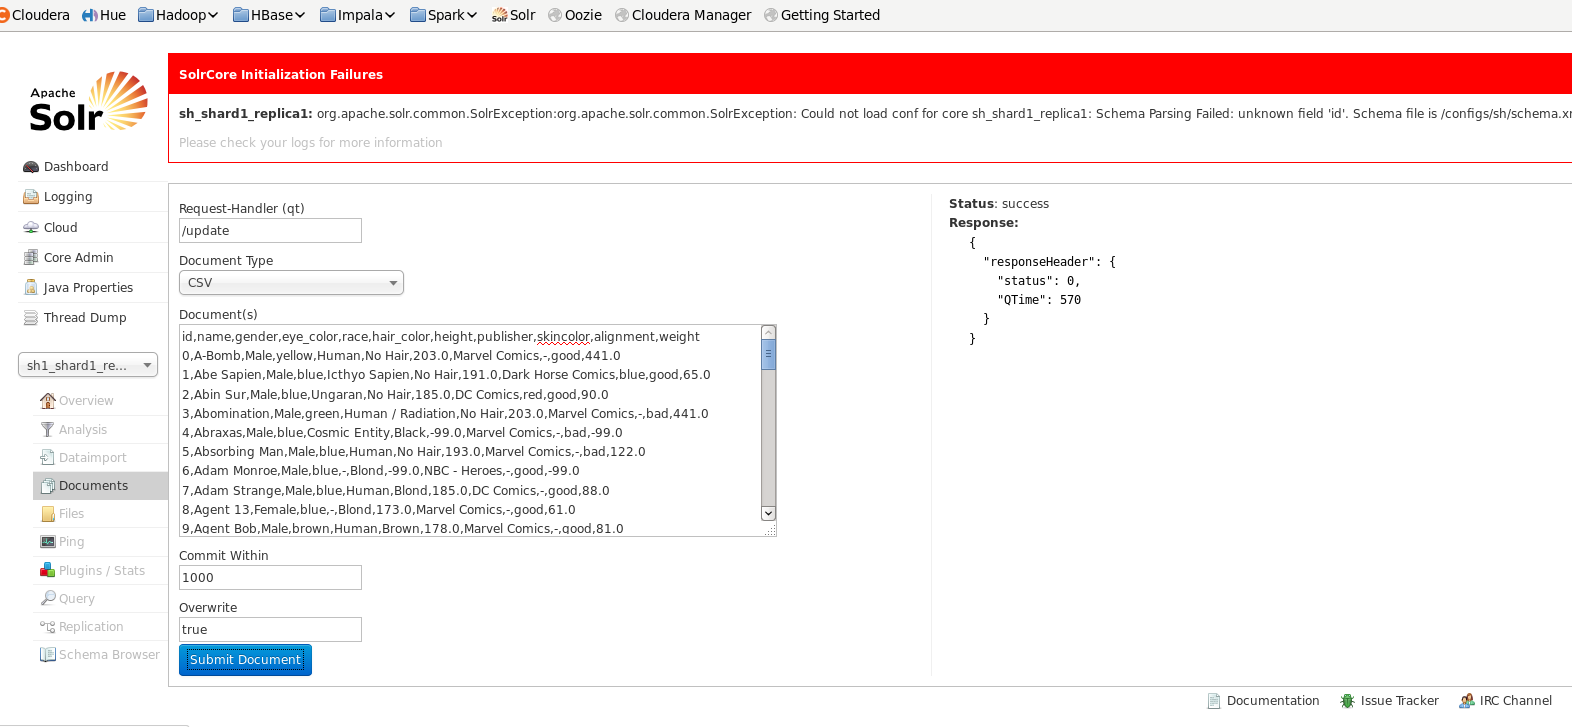 Cloudera Hue Hadoop HBase Impala Spark Solr Oozie Cloudera Manager Getting Started
Apache
Solr
SolrCore Initialization Failures
sh_shard1_replica1: org.apache.solr.common.SolrException:org.apache.solr.common.SolrException: Could not load conf for core sh_shard1_replica1: Schema Parsing Failed: unknown field 'id'. Schema file is /configs/sh/schema.xm
Please check your logs for more information
Dashboard
Logging
Cloud
Core Admin
Java Properties
Thread Dump
sh1_shard1_re...
Overview
Analysis
Dataimport
Documents
Files
Ping
Plugins / Stats
Query
Replication
Schema Browser
Request-Handler (qt)
/update
Document Type
CSV
Document(s)
id,name,gender,eye_color,race,hair_color,height,publisher,skincolor,alignment,weight
0,A-Bomb,Male,yellow,Human,No Hair,203.0,Marvel Comics,-,good,441.0
1,Abe Sapien,Male,blue,Icthyo Sapien,No Hair,191.0,Dark Horse Comics,blue,good,65.0
2,Abin Sur,Male,blue,Ungaran,No Hair,185.0,DC Comics,red,good,90.0
3,Abomination,Male,green,Human / Radiation,No Hair,203.0,Marvel Comics,-,bad,441.0
4,Abraxas,Male,blue,Cosmic Entity,Black,-99.0,Marvel Comics,-,bad,-99.0
5,Absorbing Man,Male,blue,Human,No Hair,193.0,Marvel Comics,-,bad,122.0
6,Adam Monroe,Male,blue,-,Blond,-99.0,NBC - Heroes,-,good,-99.0
7,Adam Strange,Male,blue,Human,Blond,185.0,DC Comics,-,good,88.0
8,Agent 13,Female,blue,-,Blond,173.0,Marvel Comics,-,good,61.0
9,Agent Bob,Male,brown,Human,Brown,178.0,Marvel Comics,-,good,81.0
Commit Within
1000
Overwrite
true
Submit Document
Status: success
Response:
{
"responseHeader": {
"status": 0,
"QTime": 570
}
}
Documentation Issue Tracker IRC Channel